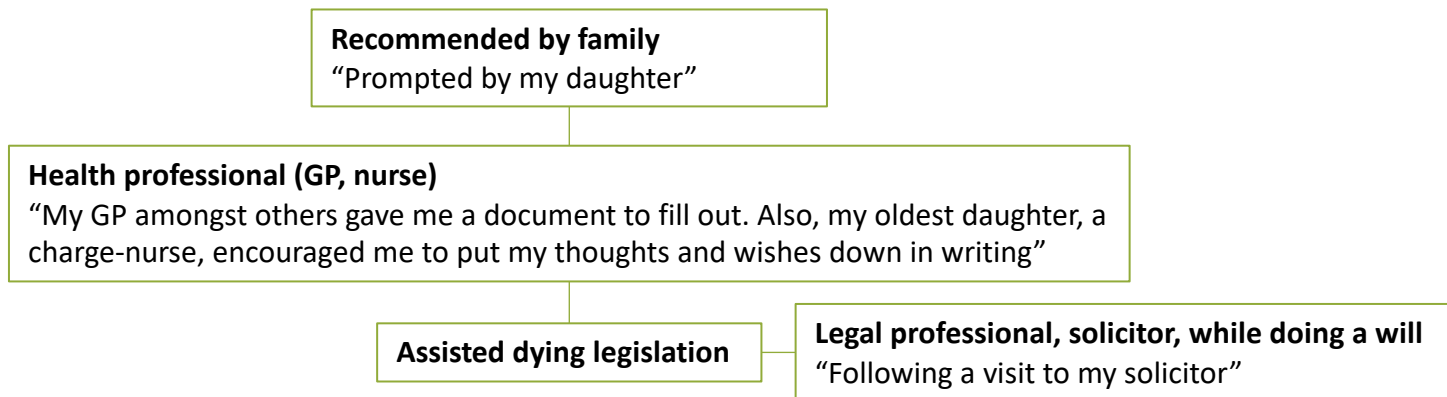 Recommended by family
“Prompted by my daughter”
Health professional (GP, nurse)
“My GP amongst others gave me a document to fill out. Also, my oldest daughter, a
charge-nurse, encouraged me to put my thoughts and wishes down in writing”
Assisted dying legislation
Legal professional, solicitor, while doing a will
“Following a visit to my solicitor”